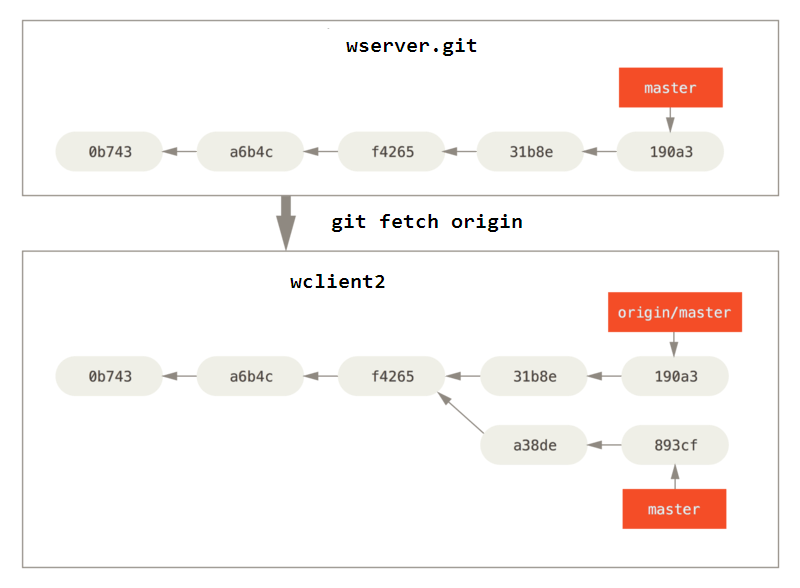 wserver.git
master
0b743 a6b4c f4265 31b8e 190a3
git fetch origin
wclient2
origin/master
0b743 a6b4c f4265 31b8e 190a3
a38de 893cf
master